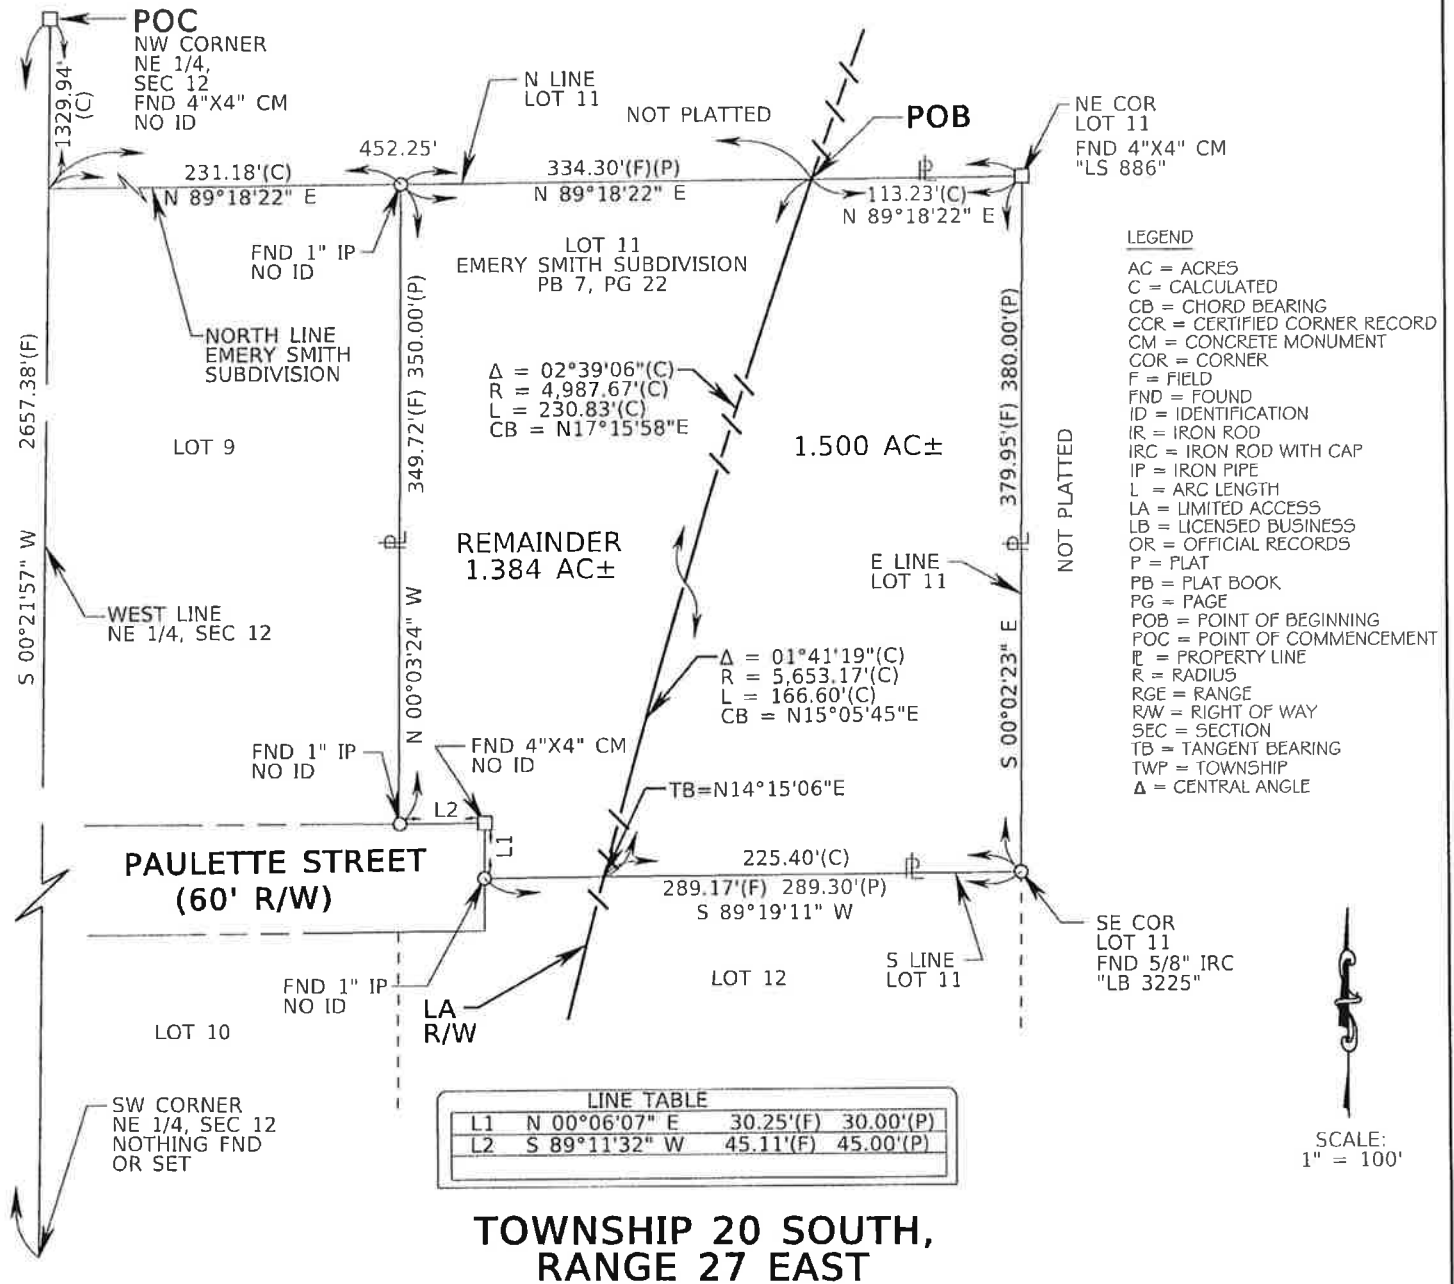 POC
NW CORNER
NE 1/4,
SEC 12
FND 4"X4" CM
NO ID
1329.94'
(C)
N LINE
LOT 11
NOT PLATTED
POB
NE COR
LOT 11
FND 4"X4" CM
"LS 886"
231.18'(C)
N 89°18'22" E
452.25'
334.30'(F)(P)
N 89°18'22" E
113.23'(C)
N 89°18'22" E
FND 1" IP
NO ID
LOT 11
EMERY SMITH SUBDIVISION
PB 7, PG 22
NORTH LINE
EMERY SMITH
SUBDIVISION
S 00°21'57" W 2657.38'(F)
N 00°03'24" W 349.72'(F) 350.00'(P)
Δ = 02°39'06"(C)
R = 4,987.67'(C)
L = 230.83'(C)
CB = N17°15'58"E
LOT 9
1.500 AC±
S 00°02'23" E 379.95'(F) 380.00'(P)
NOT PLATTED
REMAINDER
1.384 AC±
E LINE
LOT 11
WEST LINE
NE 1/4, SEC 12
Δ = 01°41'19"(C)
R = 5,653.17'(C)
L = 166.60'(C)
CB = N15°05'45"E
LEGEND
AC = ACRES
C = CALCULATED
CB = CHORD BEARING
CCR = CERTIFIED CORNER RECORD
CM = CONCRETE MONUMENT
COR = CORNER
F = FIELD
FND = FOUND
ID = IDENTIFICATION
IR = IRON ROD
IRC = IRON ROD WITH CAP
IP = IRON PIPE
L = ARC LENGTH
LA = LIMITED ACCESS
LB = LICENSED BUSINESS
OR = OFFICIAL RECORDS
P = PLAT
PB = PLAT BOOK
PG = PAGE
POB = POINT OF BEGINNING
POC = POINT OF COMMENCEMENT
PL = PROPERTY LINE
R = RADIUS
RGE = RANGE
R/W = RIGHT OF WAY
SEC = SECTION
TB = TANGENT BEARING
TWP = TOWNSHIP
Δ = CENTRAL ANGLE
FND 1" IP
NO ID
FND 4"X4" CM
NO ID
TB=N14°15'06"E
L2
L1
PAULETTE STREET
(60' R/W)
225.40'(C)
289.17'(F) 289.30'(P)
S 89°19'11" W
SE COR
LOT 11
FND 5/8" IRC
"LB 3225"
S LINE
LOT 11
LOT 12
FND 1" IP
NO ID
LA
R/W
LOT 10
SW CORNER
NE 1/4, SEC 12
NOTHING FND
OR SET
LINE TABLE
L1 N 00°06'07" E 30.25'(F) 30.00'(P)
L2 S 89°11'32" W 45.11'(F) 45.00'(P)
SCALE:
1" = 100'
TOWNSHIP 20 SOUTH,
RANGE 27 EAST